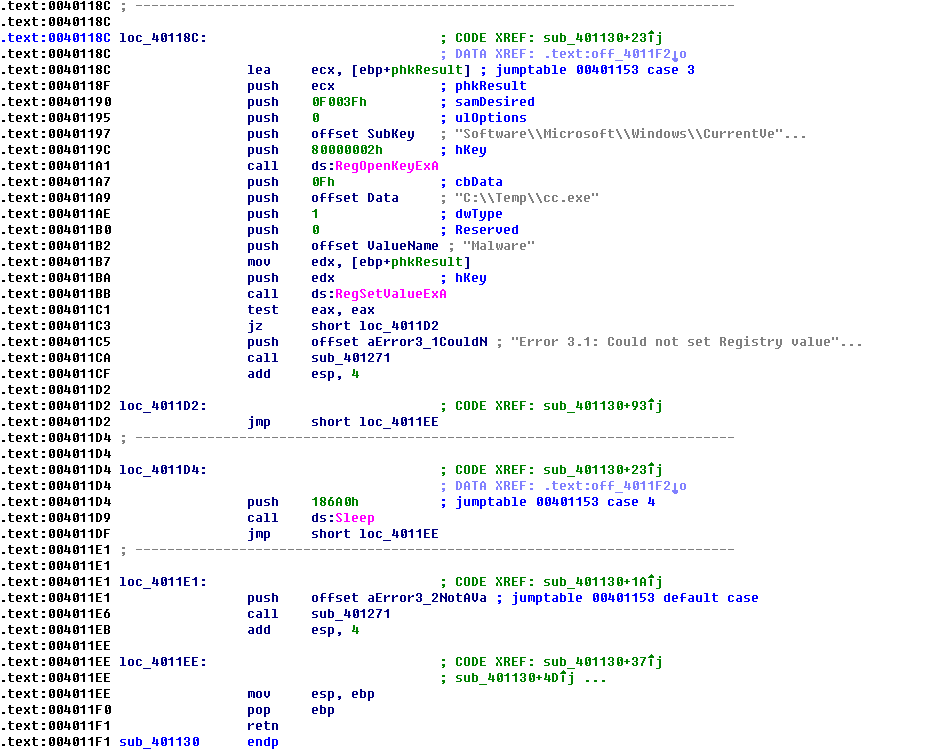 .text:0040118C ; ---------------------------------------------------------------------------
.text:0040118C
.text:0040118C loc_40118C: ; CODE XREF: sub_401130+23↑j
.text:0040118C ; DATA XREF: .text:off_4011F2↓o
.text:0040118C lea ecx, [ebp+phkResult] ; jumptable 00401153 case 3
.text:0040118F push ecx ; phkResult
.text:00401190 push 0F003Fh ; samDesired
.text:00401195 push 0 ; ulOptions
.text:00401197 push offset SubKey ; "Software\\Microsoft\\Windows\\CurrentVe"...
.text:0040119C push 80000002h ; hKey
.text:004011A1 call ds:RegOpenKeyExA
.text:004011A7 push 0Fh ; cbData
.text:004011A9 push offset Data ; "C:\\Temp\\cc.exe"
.text:004011AE push 1 ; dwType
.text:004011B0 push 0 ; Reserved
.text:004011B2 push offset ValueName ; "Malware"
.text:004011B7 mov edx, [ebp+phkResult]
.text:004011BA push edx ; hKey
.text:004011BB call ds:RegSetValueExA
.text:004011C1 test eax, eax
.text:004011C3 jz short loc_4011D2
.text:004011C5 push offset aError3_1CouldN ; "Error 3.1: Could not set Registry value"...
.text:004011CA call sub_401271
.text:004011CF add esp, 4
.text:004011D2
.text:004011D2 loc_4011D2: ; CODE XREF: sub_401130+93↑j
.text:004011D2 jmp short loc_4011EE
.text:004011D4 ; ---------------------------------------------------------------------------
.text:004011D4
.text:004011D4 loc_4011D4: ; CODE XREF: sub_401130+23↑j
.text:004011D4 ; DATA XREF: .text:off_4011F2↓o
.text:004011D4 push 186A0h ; jumptable 00401153 case 4
.text:004011D9 call ds:Sleep
.text:004011DF jmp short loc_4011EE
.text:004011E1 ; ---------------------------------------------------------------------------
.text:004011E1
.text:004011E1 loc_4011E1: ; CODE XREF: sub_401130+1A↑j
.text:004011E1 push offset aError3_2NotAVa ; jumptable 00401153 default case
.text:004011E6 call sub_401271
.text:004011EB add esp, 4
.text:004011EE
.text:004011EE loc_4011EE: ; CODE XREF: sub_401130+37↑j
.text:004011EE ; sub_401130+4D↑j ...
.text:004011EE mov esp, ebp
.text:004011F0 pop ebp
.text:004011F1 retn
.text:004011F1 sub_401130 endp